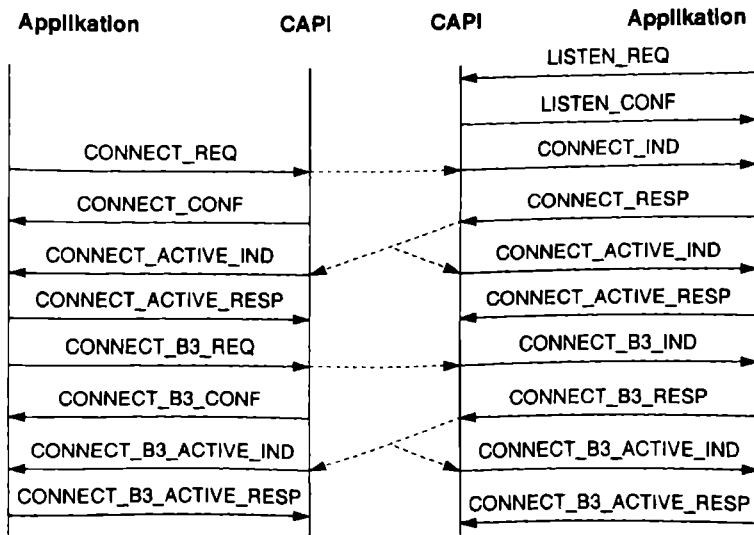 Applikation CAPI CAPI Applikation
LISTEN_REQ
LISTEN_CONF
CONNECT_REQ CONNECT_IND
CONNECT_CONF CONNECT_RESP
CONNECT_ACTIVE_IND CONNECT_ACTIVE_IND
CONNECT_ACTIVE_RESP CONNECT_ACTIVE_RESP
CONNECT_B3_REQ CONNECT_B3_IND
CONNECT_B3_CONF CONNECT_B3_RESP
CONNECT_B3_ACTIVE_IND CONNECT_B3_ACTIVE_IND
CONNECT_B3_ACTIVE_RESP CONNECT_B3_ACTIVE_RESP